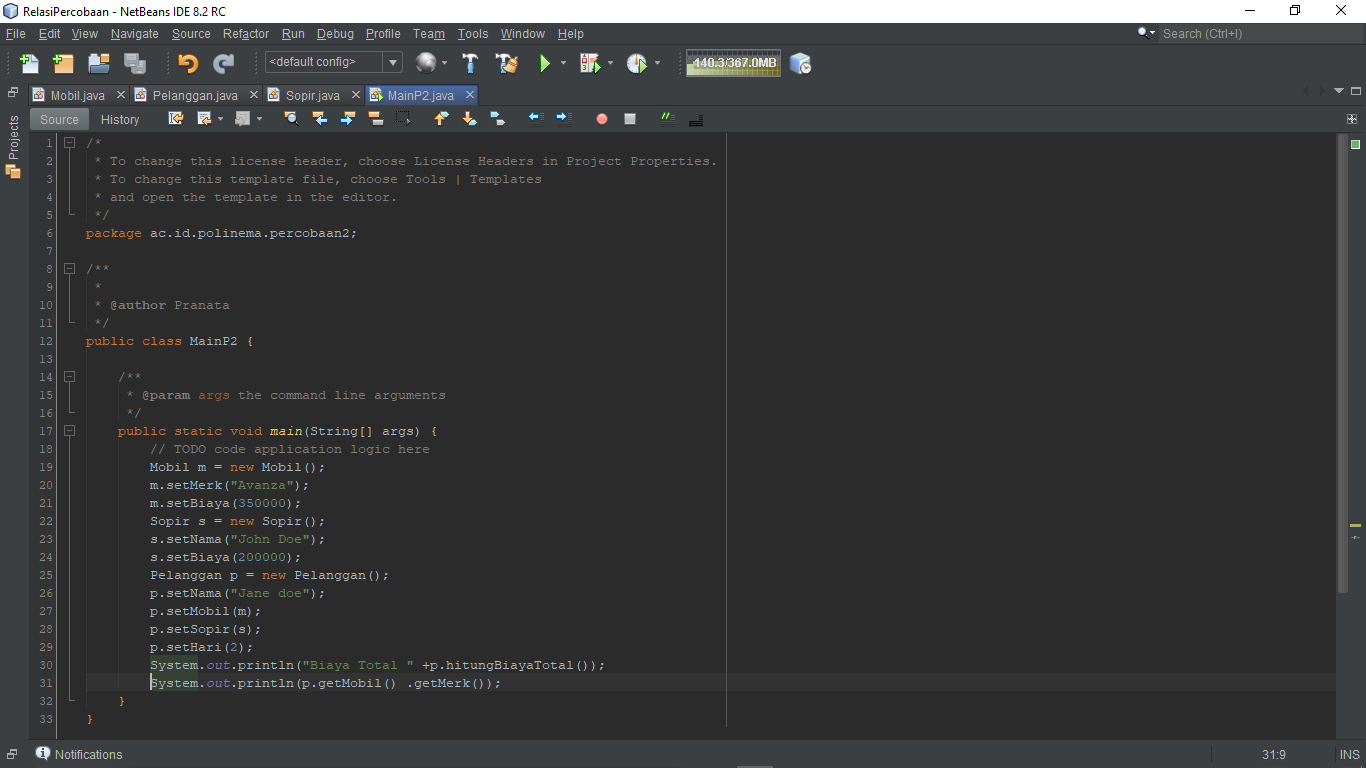 RelasiPercobaan - NetBeans IDE 8.2 RC
File Edit View Navigate Source Refactor Run Debug Profile Team Tools Window Help
Search (Ctrl+I)
<default config>
140.3/367.0MB
Mobil.java
Pelanggan.java
Sopir.java
MainP2.java
Projects
Source History
1 /*
2 * To change this license header, choose License Headers in Project Properties.
3 * To change this template file, choose Tools | Templates
4 * and open the template in the editor.
5 */
6 package ac.id.polinema.percobaan2;
7
8 /**
9 *
10 * @author Pranata
11 */
12 public class MainP2 {
13
14 /**
15 * @param args the command line arguments
16 */
17 public static void main(String[] args) {
18 // TODO code application logic here
19 Mobil m = new Mobil();
20 m.setMerk("Avanza");
21 m.setBiaya(350000);
22 Sopir s = new Sopir();
23 s.setNama("John Doe");
24 s.setBiaya(200000);
25 Pelanggan p = new Pelanggan();
26 p.setNama("Jane doe");
27 p.setMobil(m);
28 p.setSopir(s);
29 p.setHari(2);
30 System.out.println("Biaya Total " +p.hitungBiayaTotal());
31 System.out.println(p.getMobil() .getMerk());
32 }
33 }
Notifications
31:9
INS